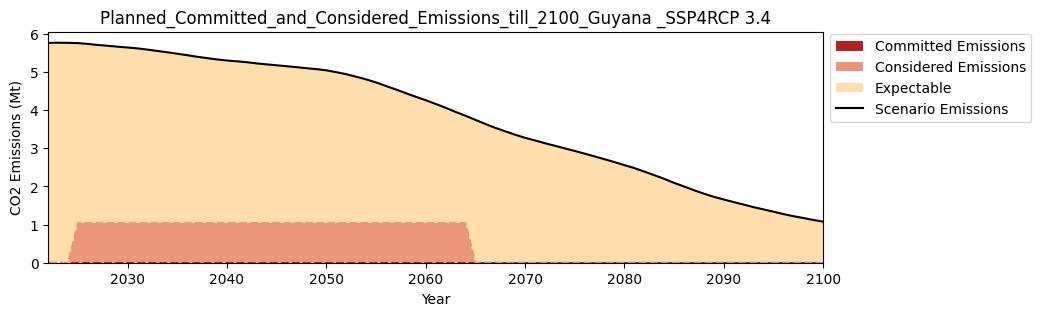 Planned_Committed_and_Considered_Emissions_till_2100_Guyana _SSP4RCP 3.4
6
5
4
3
2
1
0
CO2 Emissions (Mt)
2030 2040 2050 2060 2070 2080 2090 2100
Year
Committed Emissions
Considered Emissions
Expectable
Scenario Emissions